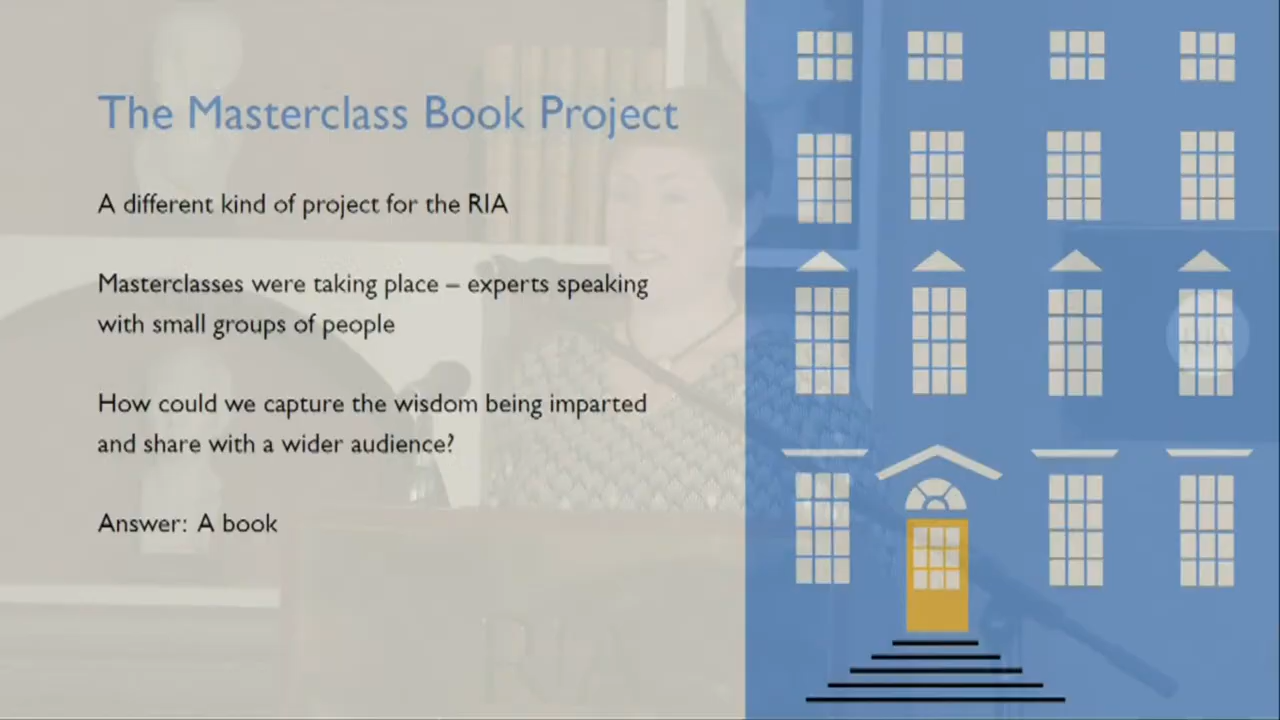 The Masterclass Book Project
A different kind of project for the RIA
Masterclasses were taking place – experts speaking
with small groups of people
How could we capture the wisdom being imparted
and share with a wider audience?
Answer: A book
RIA